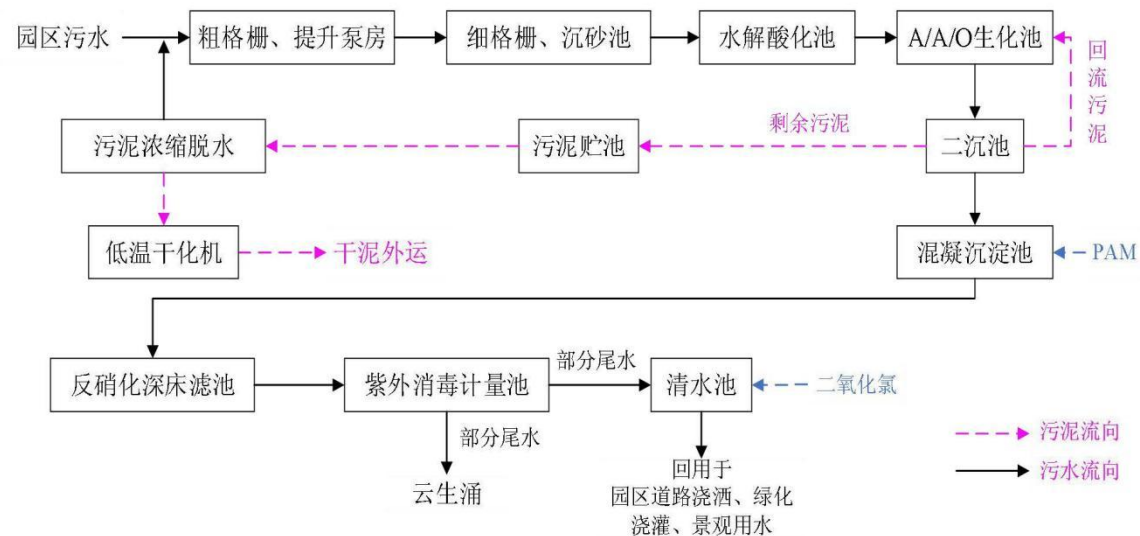 园区污水
粗格栅、提升泵房
细格栅、沉砂池
水解酸化池
A/A/O生化池
回流污泥
污泥浓缩脱水
污泥贮池
剩余污泥
二沉池
低温干化机
干泥外运
混凝沉淀池
PAM
反硝化深床滤池
紫外消毒计量池
部分尾水
清水池
二氧化氯
部分尾水
云生涌
回用于
园区道路浇洒、绿化
浇灌、景观用水
污泥流向
污水流向